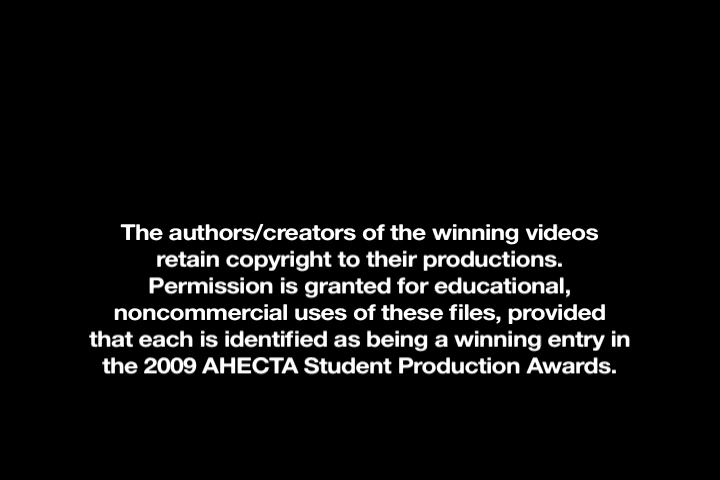 The authors/creators of the winning videos
retain copyright to their productions.
Permission is granted for educational,
noncommercial uses of these files, provided
that each is identified as being a winning entry in
the 2009 AHECTA Student Production Awards.